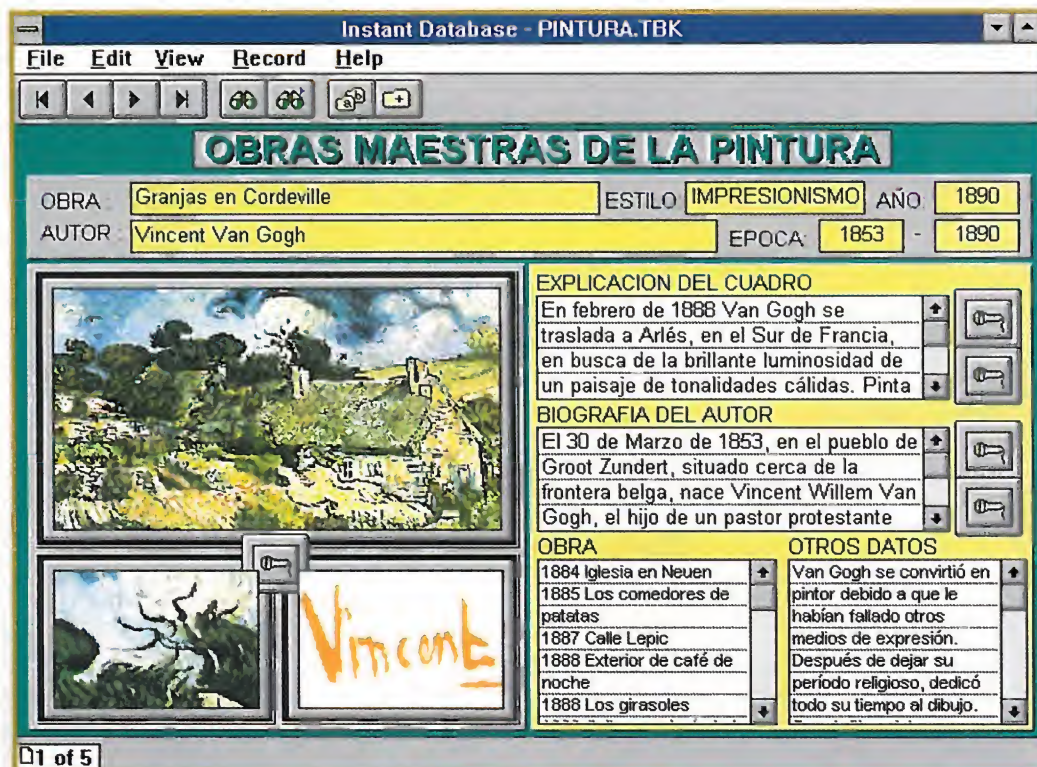 Instant Database - PINTURA.TBK
File Edit View Record Help
OBRAS MAESTRAS DE LA PINTURA
OBRA : Granjas en Cordeville ESTILO IMPRESIONISMO AÑO 1890
AUTOR : Vincent Van Gogh EPOCA: 1853 - 1890
EXPLICACION DEL CUADRO
En febrero de 1888 Van Gogh se
traslada a Arlés, en el Sur de Francia,
en busca de la brillante luminosidad de
un paisaje de tonalidades cálidas. Pinta
BIOGRAFIA DEL AUTOR
El 30 de Marzo de 1853, en el pueblo de
Groot Zundert, situado cerca de la
frontera belga, nace Vincent Willem Van
Gogh, el hijo de un pastor protestante
OBRA
1884 Iglesia en Neuen
1885 Los comedores de
patatas
1887 Calle Lepic
1888 Exterior de café de
noche
1888 Los girasoles
OTROS DATOS
Van Gogh se convirtió en
pintor debido a que le
habían fallado otros
medios de expresión.
Después de dejar su
período religioso, dedicó
todo su tiempo al dibujo.
Vincent
1 of 5